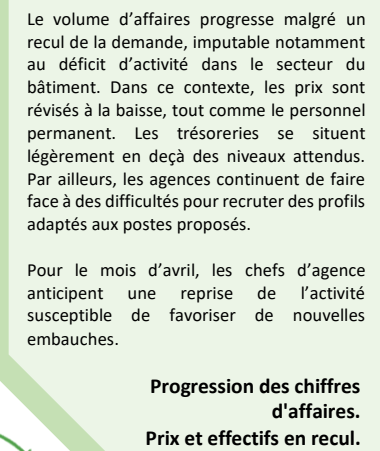 Le volume d'affaires progresse malgré un
recul de la demande, imputable notamment
au déficit d'activité dans le secteur du
bâtiment. Dans ce contexte, les prix sont
révisés à la baisse, tout comme le personnel
permanent. Les trésoreries se situent
légèrement en deçà des niveaux attendus.
Par ailleurs, les agences continuent de faire
face à des difficultés pour recruter des profils
adaptés aux postes proposés.
Pour le mois d'avril, les chefs d'agence
anticipent une reprise de l'activité
susceptible de favoriser de nouvelles
embauches.
Progression des chiffres
d'affaires.
Prix et effectifs en recul.